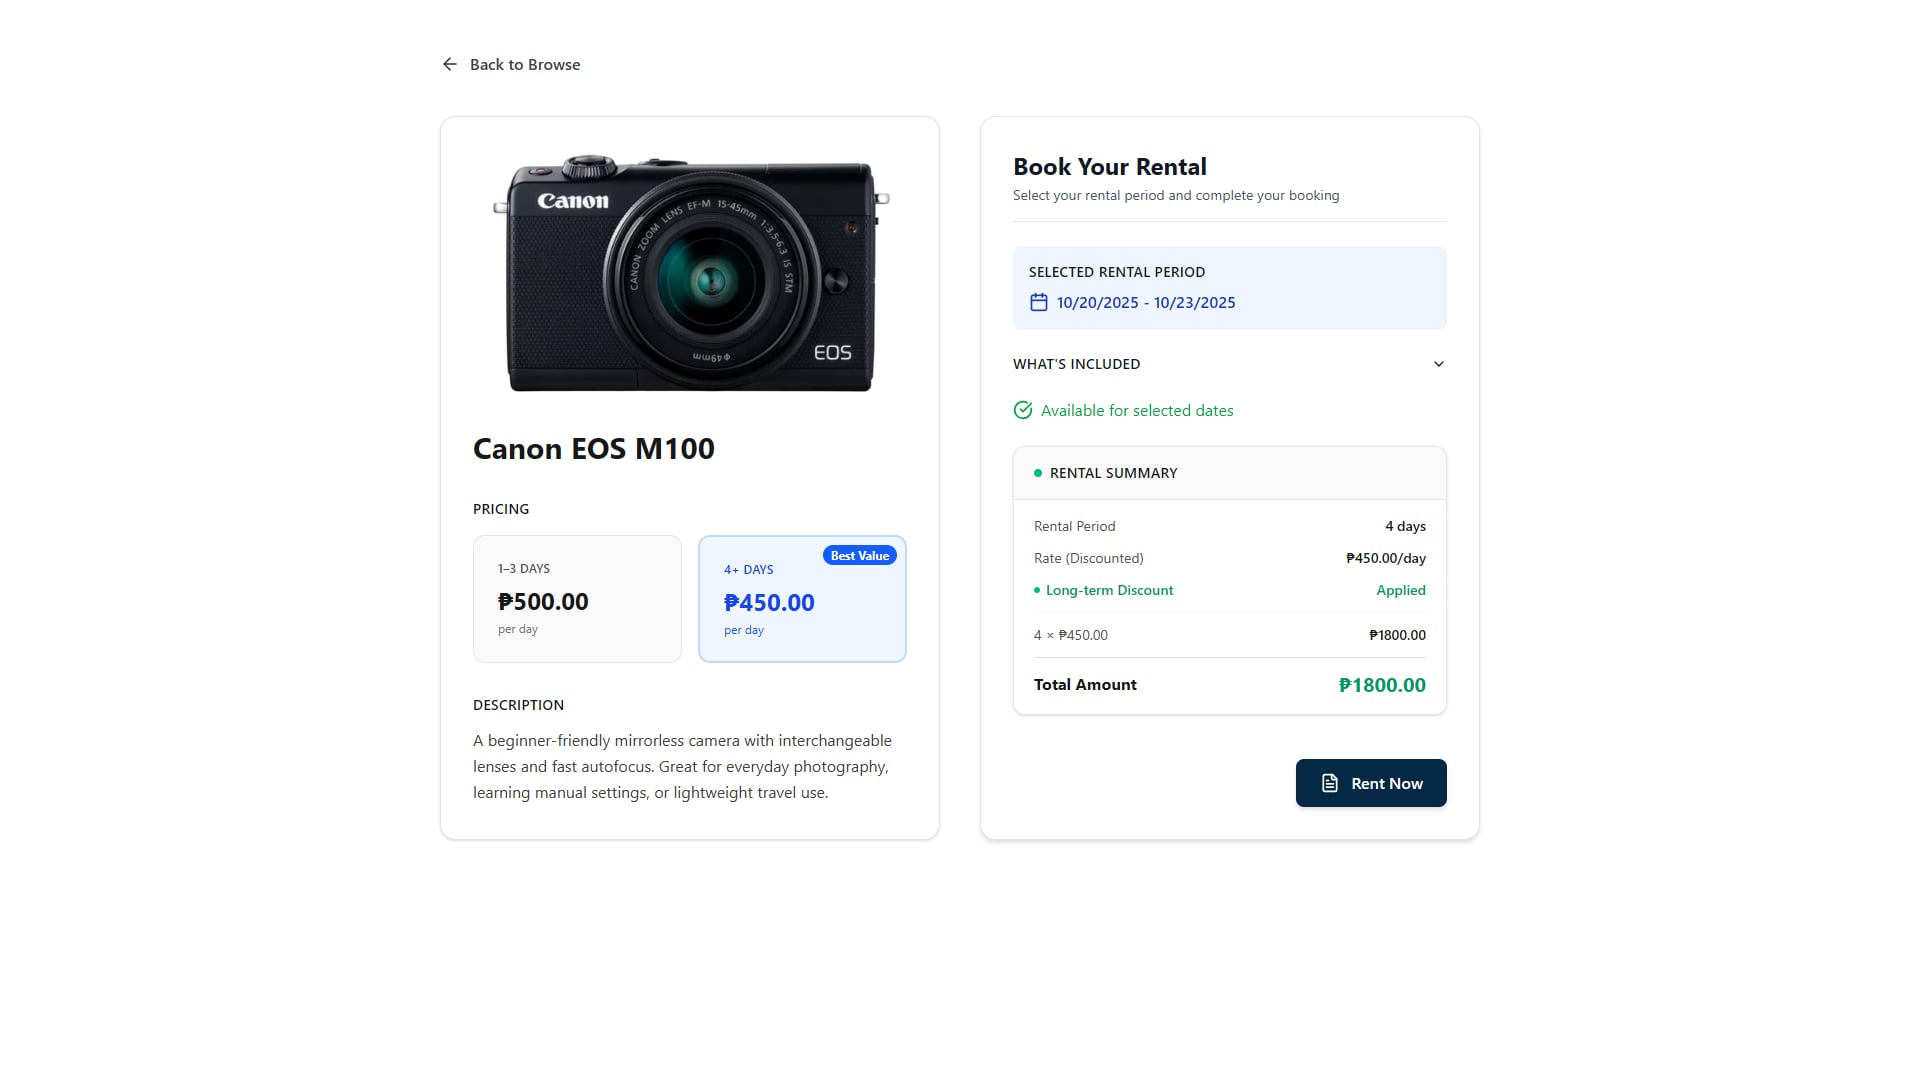 Back to Browse
Canon
CANON ZOOM LENS EF-M 15-45mm 1:3.5-6.3 IS STM
Φ49mm
EOS
Canon EOS M100
PRICING
1–3 DAYS
₱500.00
per day
Best Value
4+ DAYS
₱450.00
per day
DESCRIPTION
A beginner-friendly mirrorless camera with interchangeable
lenses and fast autofocus. Great for everyday photography,
learning manual settings, or lightweight travel use.
Book Your Rental
Select your rental period and complete your booking
SELECTED RENTAL PERIOD
10/20/2025 - 10/23/2025
WHAT'S INCLUDED
Available for selected dates
RENTAL SUMMARY
Rental Period 4 days
Rate (Discounted) ₱450.00/day
Long-term Discount Applied
4 × ₱450.00 ₱1800.00
Total Amount ₱1800.00
Rent Now